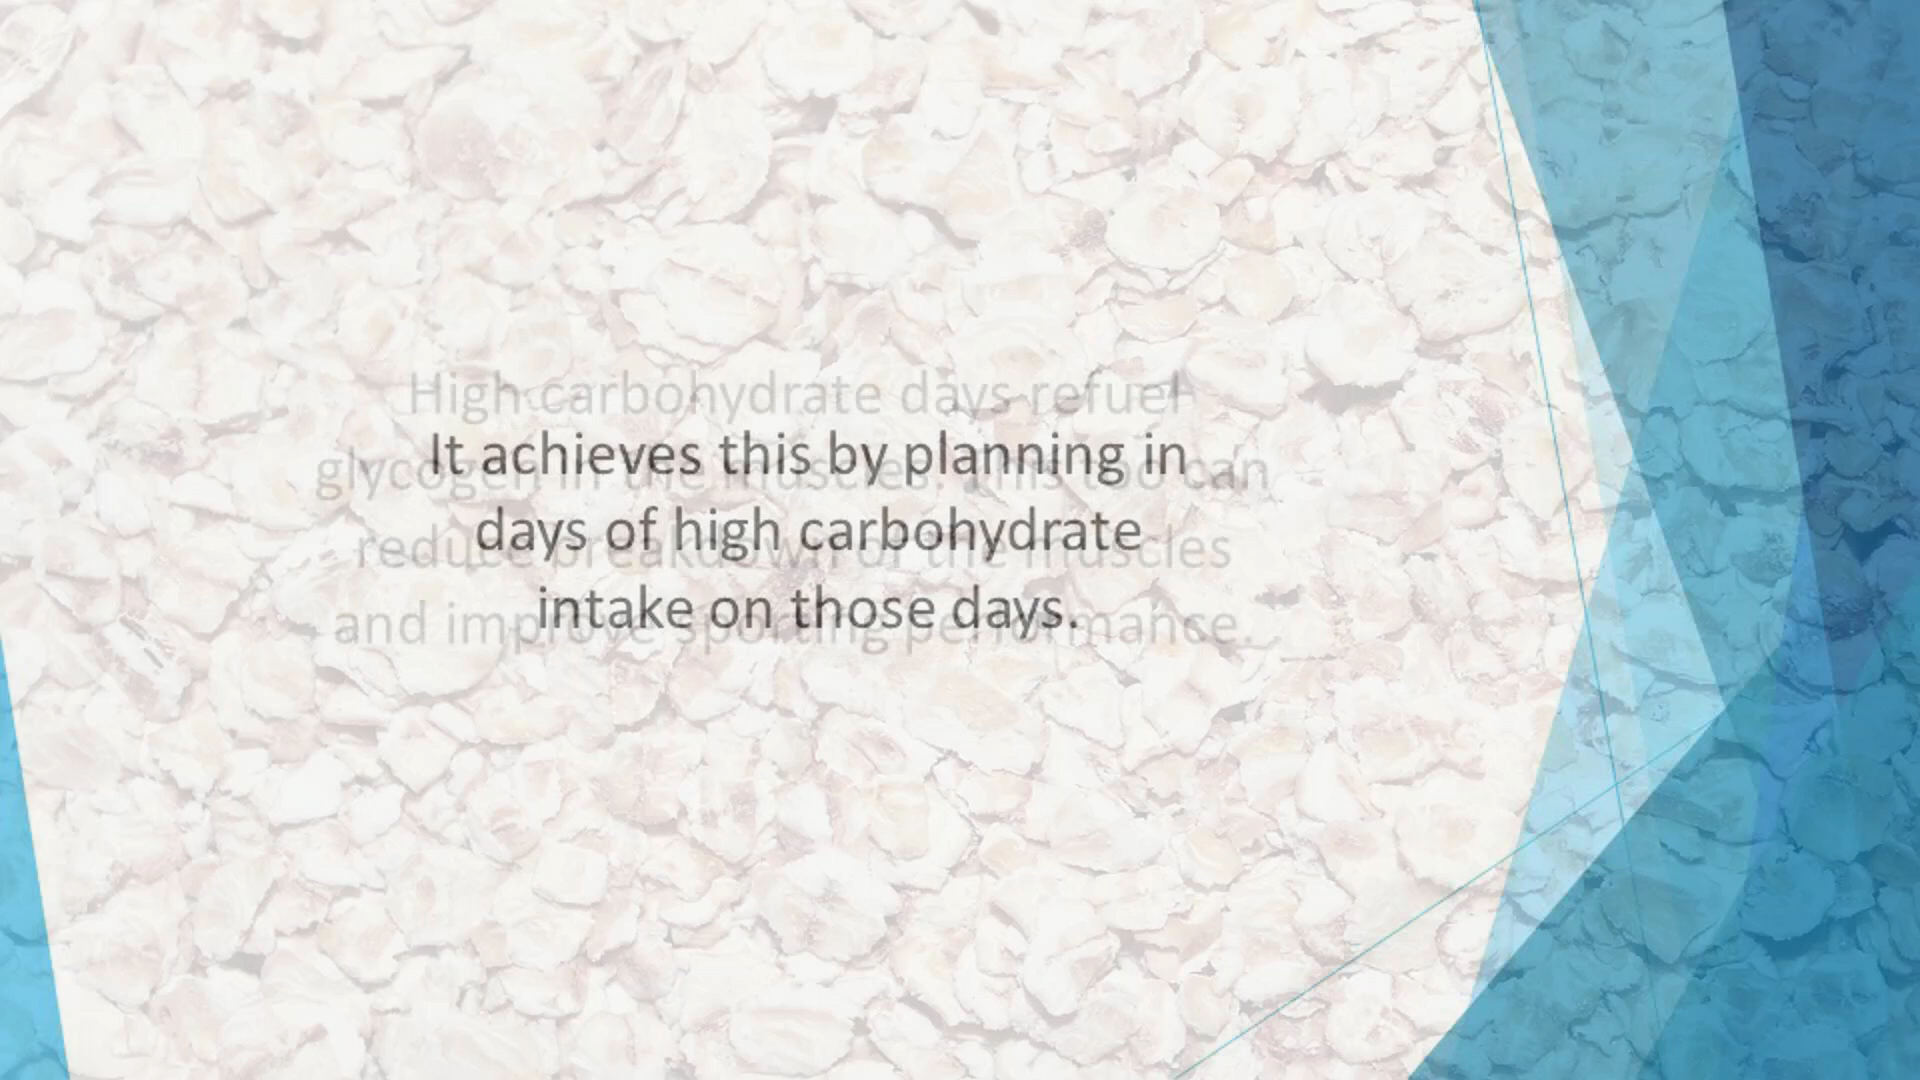 It achieves this by planning in
days of high carbohydrate
intake on those days.
High carbohydrate days refuel
glycogen in the muscles. This too can
reduce breakdown of the muscles
and improve sporting performance.